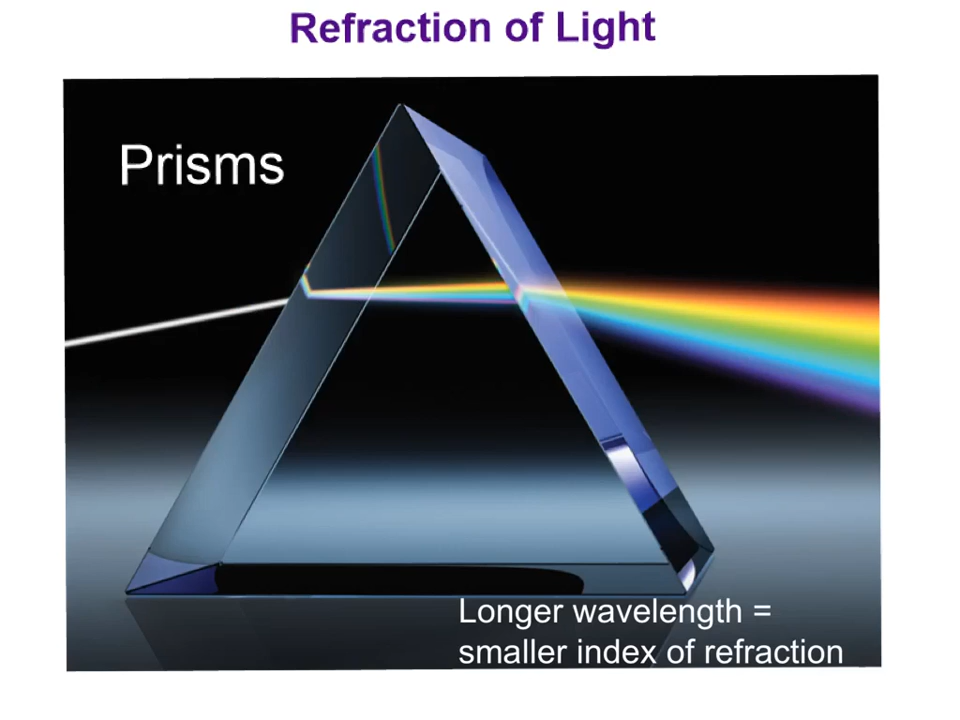 Refraction of Light
Prisms
Longer wavelength =
smaller index of refraction